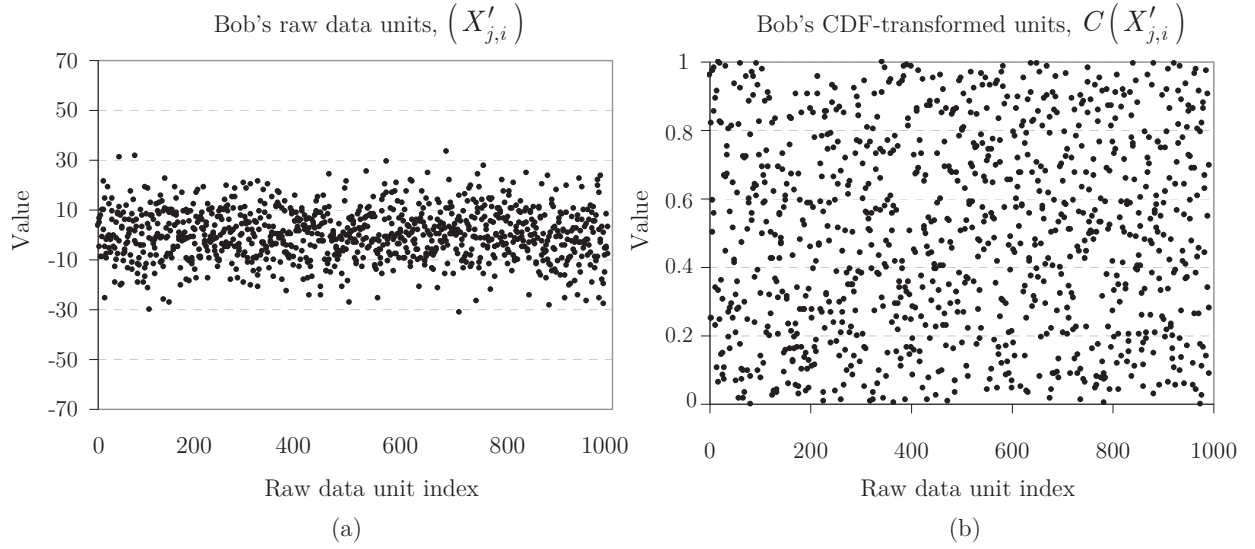 Bob's raw data units, (X′j,i)
70
50
30
10
-10
-30
-50
-70
Value
0 200 400 600 800 1000
Raw data unit index
(a)
Bob's CDF-transformed units, C(X′j,i)
1
0.8
0.6
0.4
0.2
0
Value
0 200 400 600 800 1000
Raw data unit index
(b)